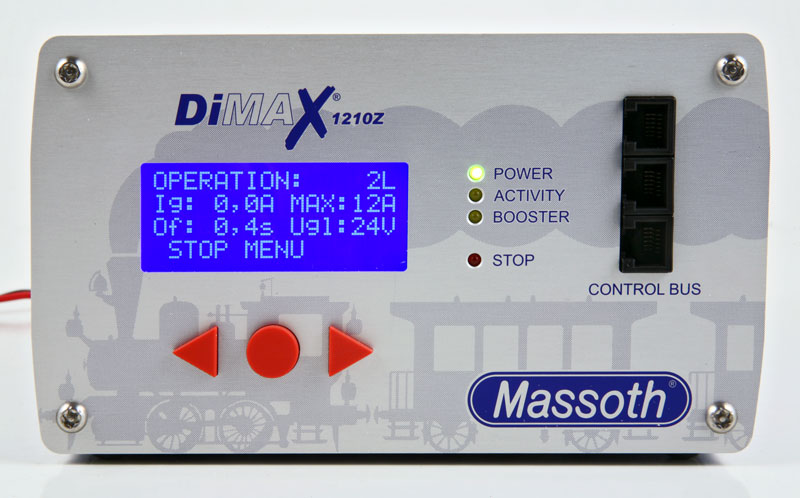 DiMAX® 1210Z
OPERATION: 2L
Ig: 0,0A MAX:12A
Of: 0,4s Ugl:24V
STOP MENU
POWER
ACTIVITY
BOOSTER
STOP
CONTROL BUS
Massoth®